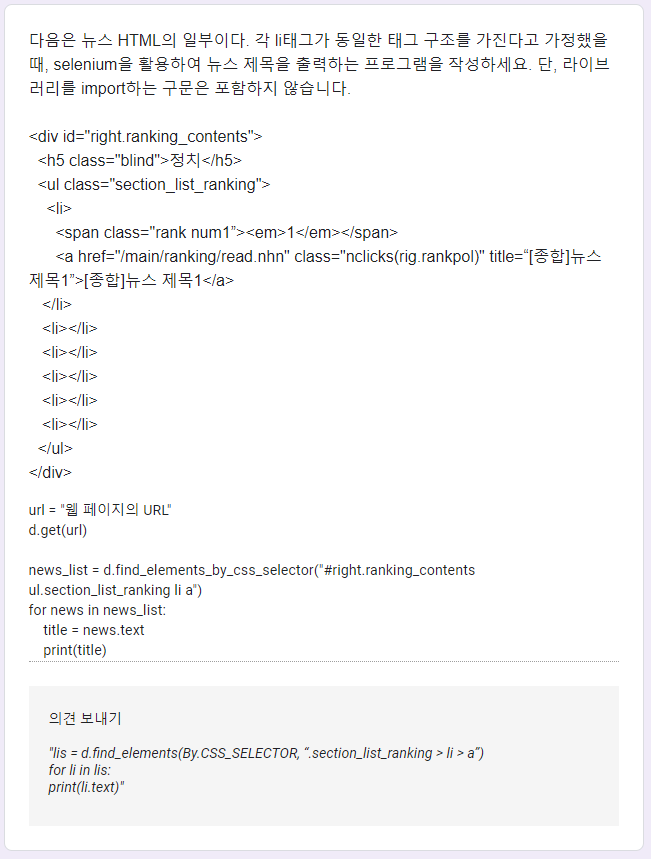 다음은 뉴스 HTML의 일부이다. 각 li태그가 동일한 태그 구조를 가진다고 가정했을
때, selenium을 활용하여 뉴스 제목을 출력하는 프로그램을 작성하세요. 단, 라이브
러리를 import하는 구문은 포함하지 않습니다.
<div id="right.ranking_contents">
<h5 class="blind">정치</h5>
<ul class="section_list_ranking">
<li>
<span class="rank num1”><em>1</em></span>
<a href="/main/ranking/read.nhn" class="nclicks(rig.rankpol)" title=“[종합]뉴스
제목1”>[종합]뉴스 제목1</a>
</li>
<li></li>
<li></li>
<li></li>
<li></li>
<li></li>
</ul>
</div>
url = "웹 페이지의 URL"
d.get(url)
news_list = d.find_elements_by_css_selector("#right.ranking_contents
ul.section_list_ranking li a")
for news in news_list:
title = news.text
print(title)
의견 보내기
"lis = d.find_elements(By.CSS_SELECTOR, “.section_list_ranking > li > a”)
for li in lis:
print(li.text)"